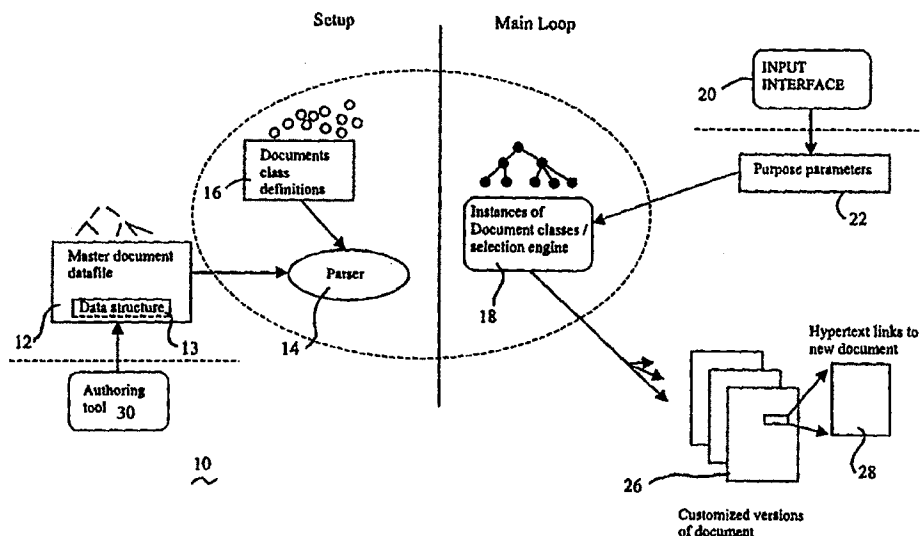 Setup
Main Loop
INPUT
INTERFACE
20
Documents
class
definitions
16
Purpose parameters
22
Instances of
Document classes /
selection engine
18
Master document
datafile
Data structure
12
13
Parser
14
Authoring
tool 30
Hypertext links to
new document
10
26
28
Customized versions
of document